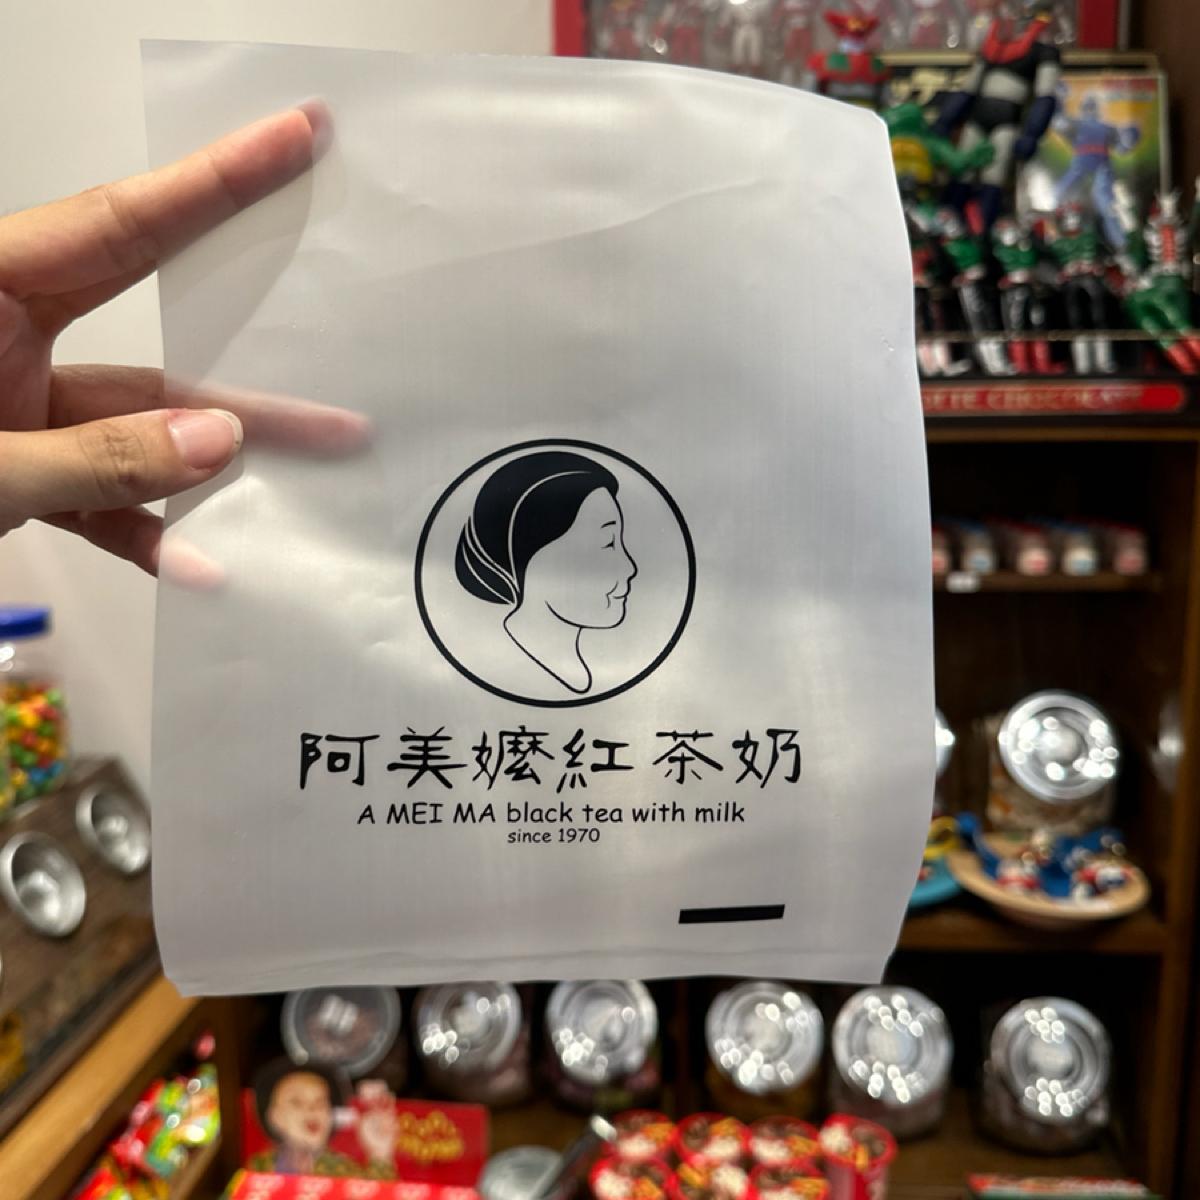 阿美嬤紅茶奶
A MEI MA black tea with milk
since 1970